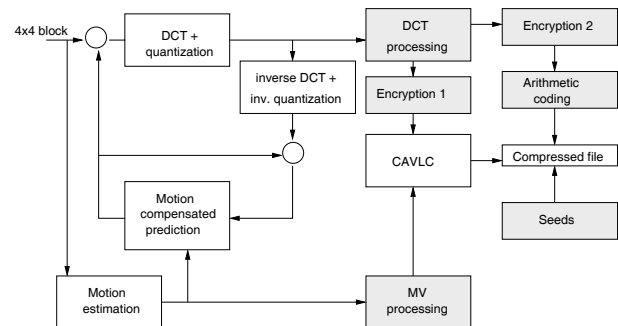 4x4 block
DCT +
quantization
DCT
processing
Encryption 2
inverse DCT +
inv. quantization
Encryption 1
Arithmetic
coding
CAVLC
Compressed file
Motion
compensated
prediction
Seeds
Motion
estimation
MV
processing